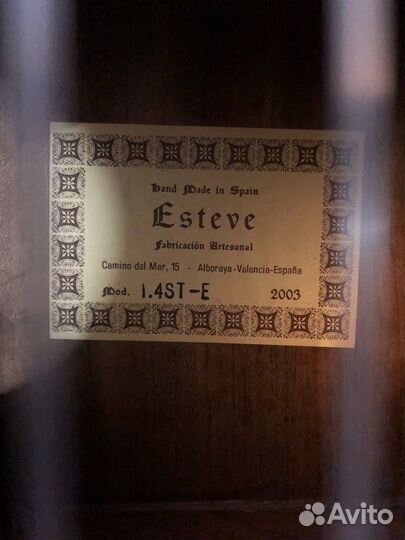 Hand Made in Spain
Esteve
Fabricación Artesanal
Camino del Mar, 15 - Alboraya-Valencia-España
Mod. 1.4ST-E 2003
Avito